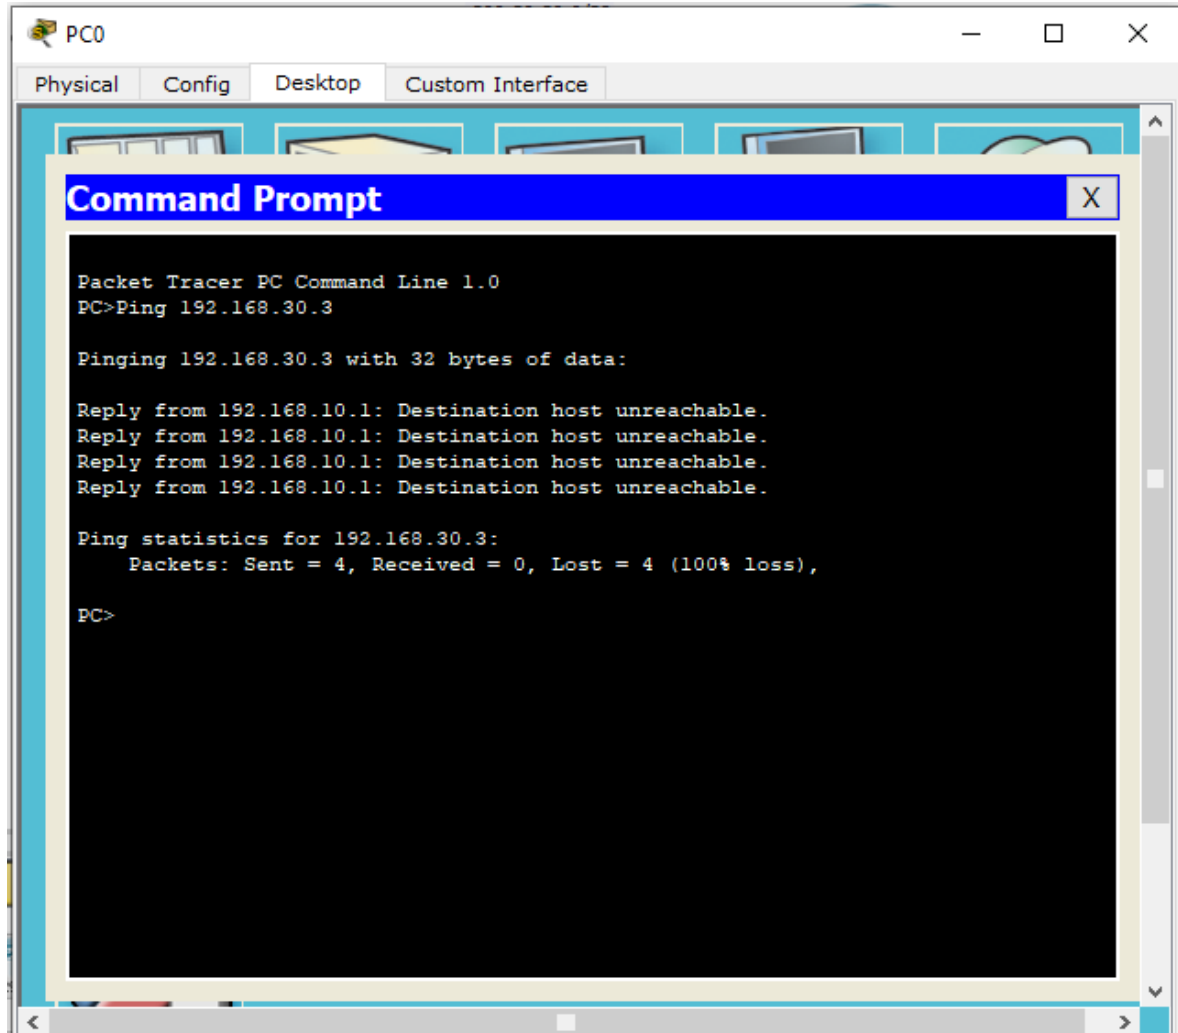 PC0
Physical Config Desktop Custom Interface
Command Prompt
X
Packet Tracer PC Command Line 1.0
PC>Ping 192.168.30.3
Pinging 192.168.30.3 with 32 bytes of data:
Reply from 192.168.10.1: Destination host unreachable.
Reply from 192.168.10.1: Destination host unreachable.
Reply from 192.168.10.1: Destination host unreachable.
Reply from 192.168.10.1: Destination host unreachable.
Ping statistics for 192.168.30.3:
Packets: Sent = 4, Received = 0, Lost = 4 (100% loss),
PC>